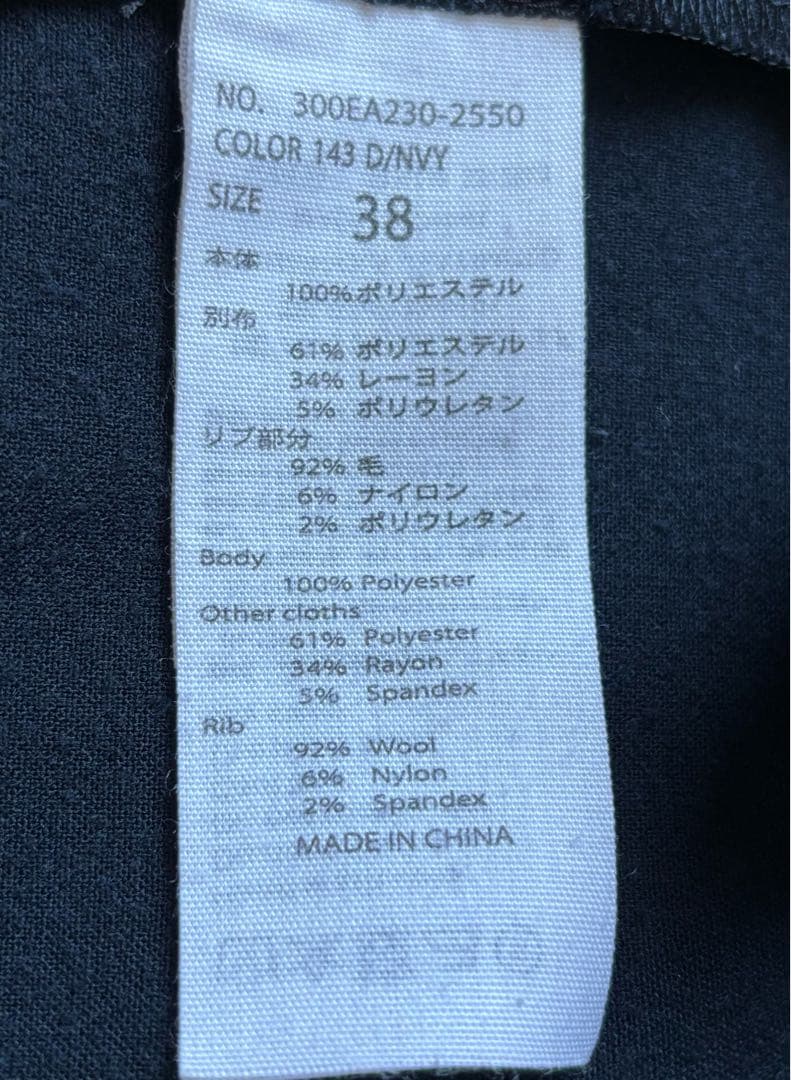 NO. 300EA230-2550
COLOR 143 D/NVY
SIZE 38
本体
100%ポリエステル
別布
61% ポリエステル
34% レーヨン
5% ポリウレタン
リブ部分
92% 毛
6% ナイロン
2% ポリウレタン
Body
100% Polyester
Other cloths
61% Polyester
34% Rayon
5% Spandex
Rib
92% Wool
6% Nylon
2% Spandex
MADE IN CHINA